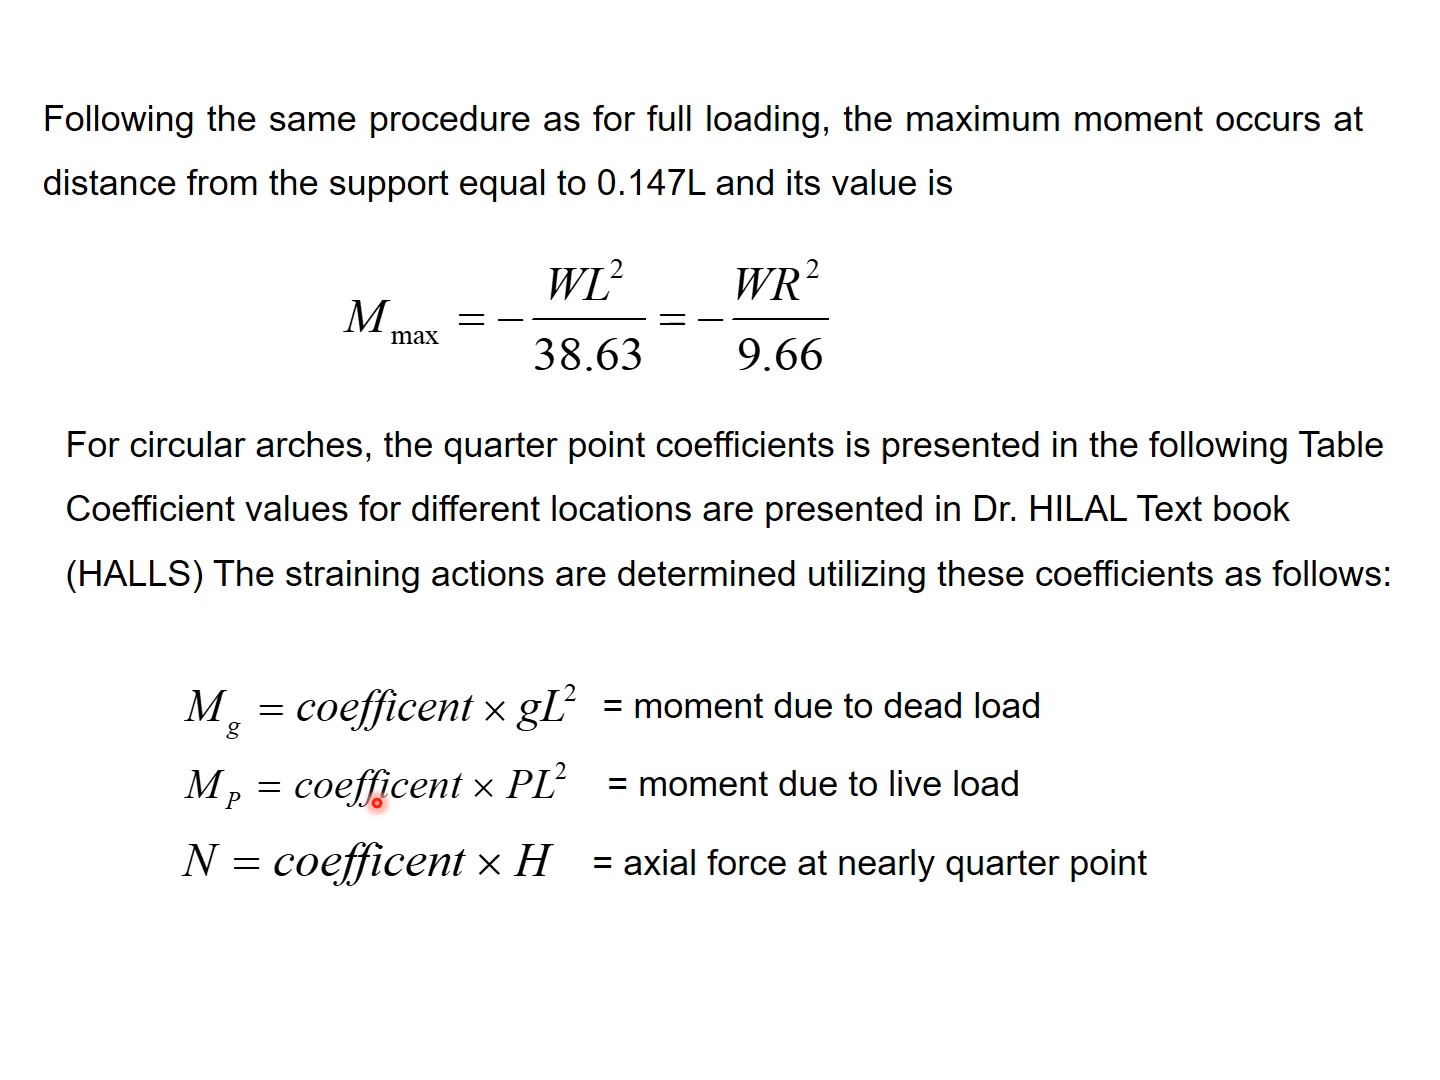 Following the same procedure as for full loading, the maximum moment occurs at
distance from the support equal to 0.147L and its value is
M_max = − WL²/38.63 = − WR²/9.66
For circular arches, the quarter point coefficients is presented in the following Table
Coefficient values for different locations are presented in Dr. HILAL Text book
(HALLS) The straining actions are determined utilizing these coefficients as follows:
M_g = coefficent × gL² = moment due to dead load
M_P = coefficent × PL² = moment due to live load
N = coefficent × H = axial force at nearly quarter point